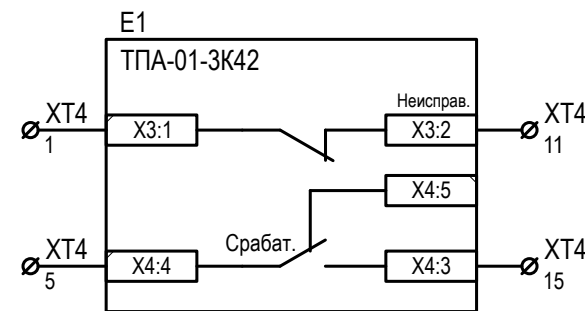 E1
ТПА-01-3К42
Неисправ.
XT4
X3:1
X3:2
XT4
1
11
X4:5
Срабат.
XT4
X4:4
X4:3
XT4
5
15